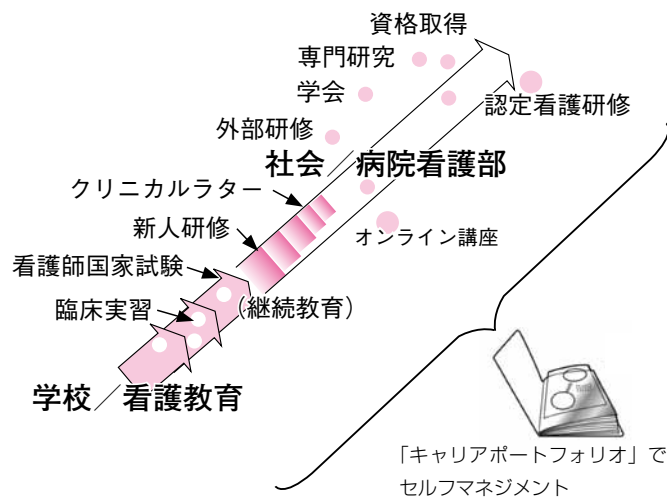 資格取得
専門研究
学会
認定看護研修
外部研修
社会／病院看護部
クリニカルラター
新人研修
オンライン講座
看護師国家試験
臨床実習
（継続教育）
学校／看護教育
「キャリアポートフォリオ」で
セルフマネジメント